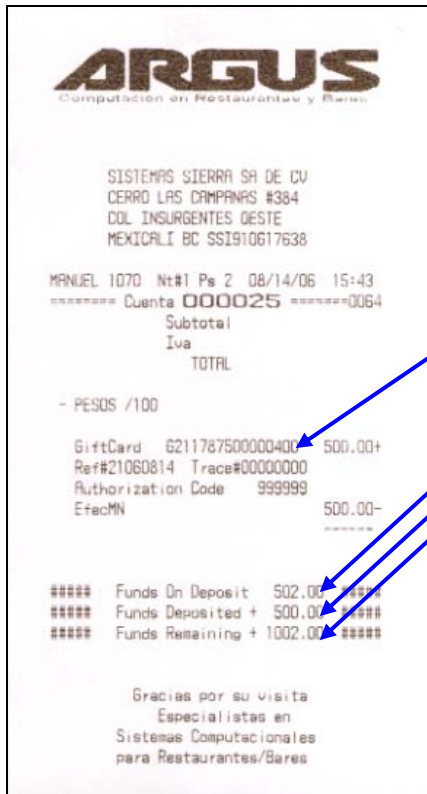 ARGUS
Computación en Restaurantes y Bares
SISTEMAS SIERRA SA DE CV
CERRO LAS CAMPANAS #384
COL INSURGENTES OESTE
MEXICALI BC SSI910617638
MANUEL 1070 Nt#1 Ps 2 08/14/06 15:43
======== Cuenta 000025 =======0064
Subtotal
Iva
TOTAL
- PESOS /100
GiftCard 6211787500000400 500.00+
Ref#21060814 Trace#00000000
Authorization Code 999999
EfecMN 500.00-
------
##### Funds On Deposit 502.00 #####
##### Funds Deposited + 500.00 #####
##### Funds Remaining + 1002.00 #####
Gracias por su visita
Especialistas en
Sistemas Computacionales
para Restaurantes/Bares